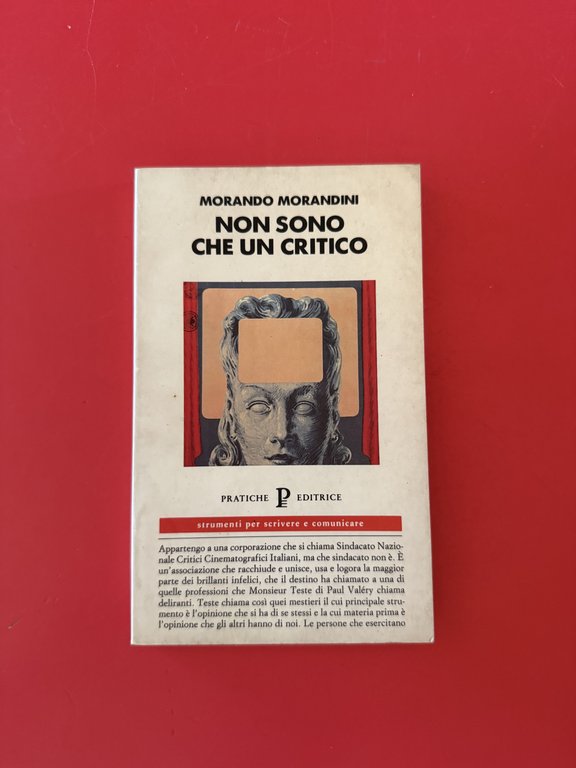 MORANDO MORANDINI
NON SONO
CHE UN CRITICO
PRATICHE PE EDITRICE
strumenti per scrivere e comunicare
Appartengo a una corporazione che si chiama Sindacato Nazio-
nale Critici Cinematografici Italiani, ma che sindacato non è. È
un'associazione che racchiude e unisce, usa e logora la maggior
parte dei brillanti infelici, che il destino ha chiamato a una di
quelle professioni che Monsieur Teste di Paul Valéry chiama
deliranti. Teste chiama così quei mestieri il cui principale stru-
mento è l'opinione che si ha di se stessi e la cui materia prima è
l'opinione che gli altri hanno di noi. Le persone che esercitano